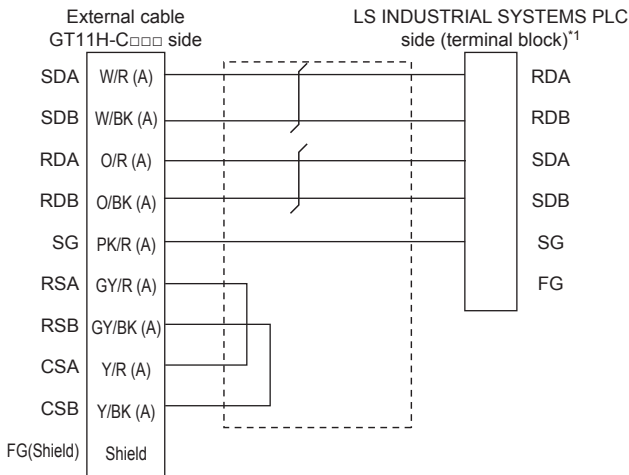 External cable
GT11H-C□□□ side
LS INDUSTRIAL SYSTEMS PLC
side (terminal block)*1
SDA W/R (A) RDA
SDB W/BK (A) RDB
RDA O/R (A) SDA
RDB O/BK (A) SDB
SG PK/R (A) SG
RSA GY/R (A) FG
RSB GY/BK (A)
CSA Y/R (A)
CSB Y/BK (A)
FG(Shield) Shield